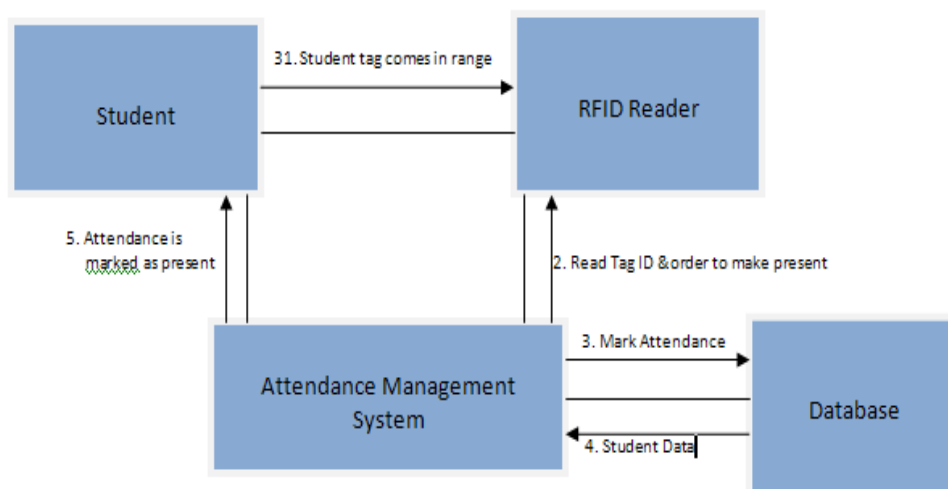 31. Student tag comes in range
Student
RFID Reader
5. Attendance is
marked as present
2. Read Tag ID &order to make present
3. Mark Attendance
Attendance Management
System
Database
4. Student Data